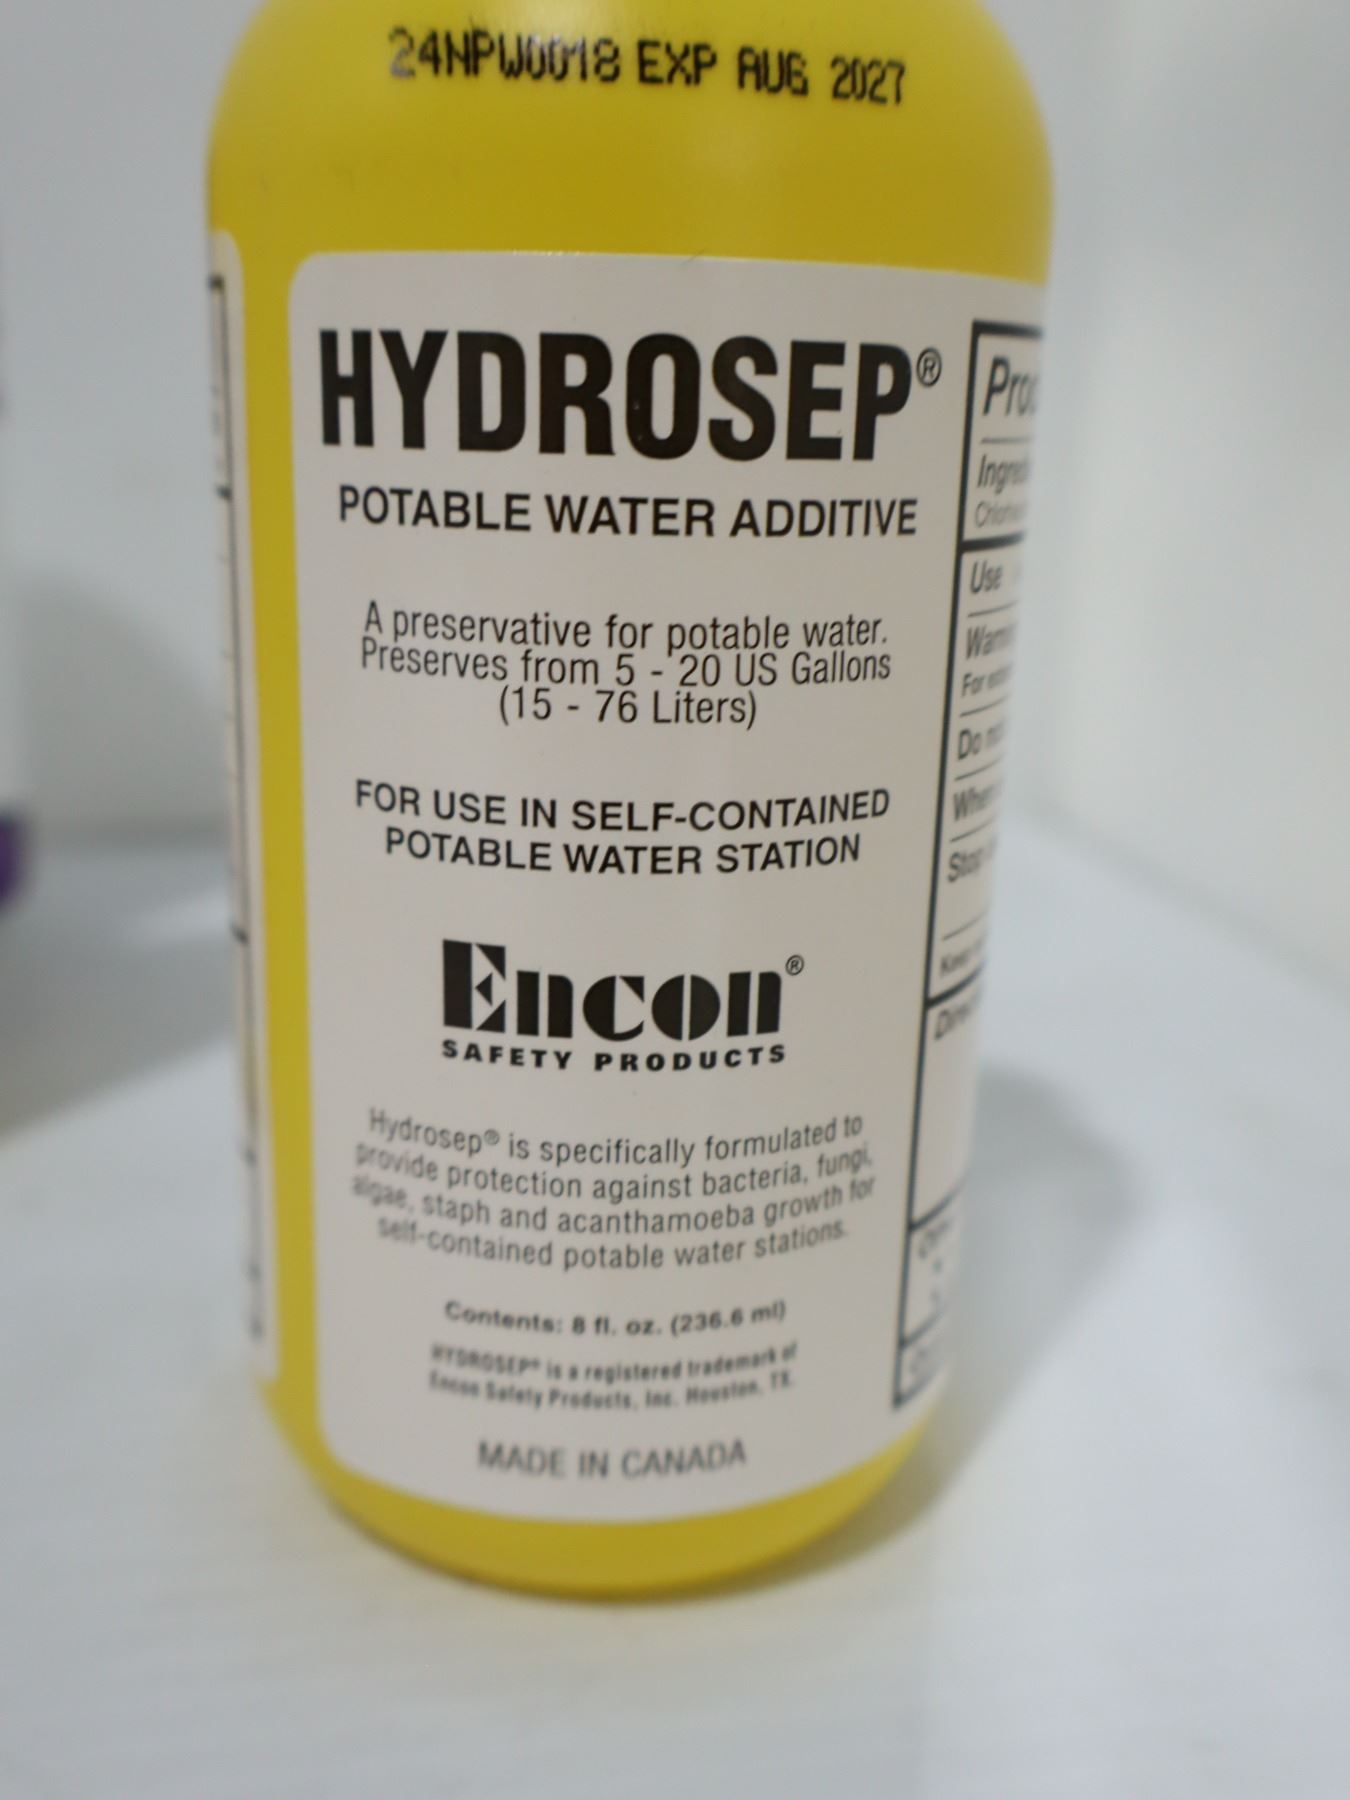 24NPW0018 EXP AUG 2027
HYDROSEP®
POTABLE WATER ADDITIVE
A preservative for potable water.
Preserves from 5 - 20 US Gallons
(15 - 76 Liters)
FOR USE IN SELF-CONTAINED
POTABLE WATER STATION
Encon®
SAFETY PRODUCTS
Hydrosep® is specifically formulated to
provide protection against bacteria, fungi,
algae, staph and acanthamoeba growth for
self-contained potable water stations.
Contents: 8 fl. oz. (236.6 ml)
HYDROSEP® is a registered trademark of
Encon Safety Products, Inc. Houston, TX.
MADE IN CANADA
Use
For
Do
Stop